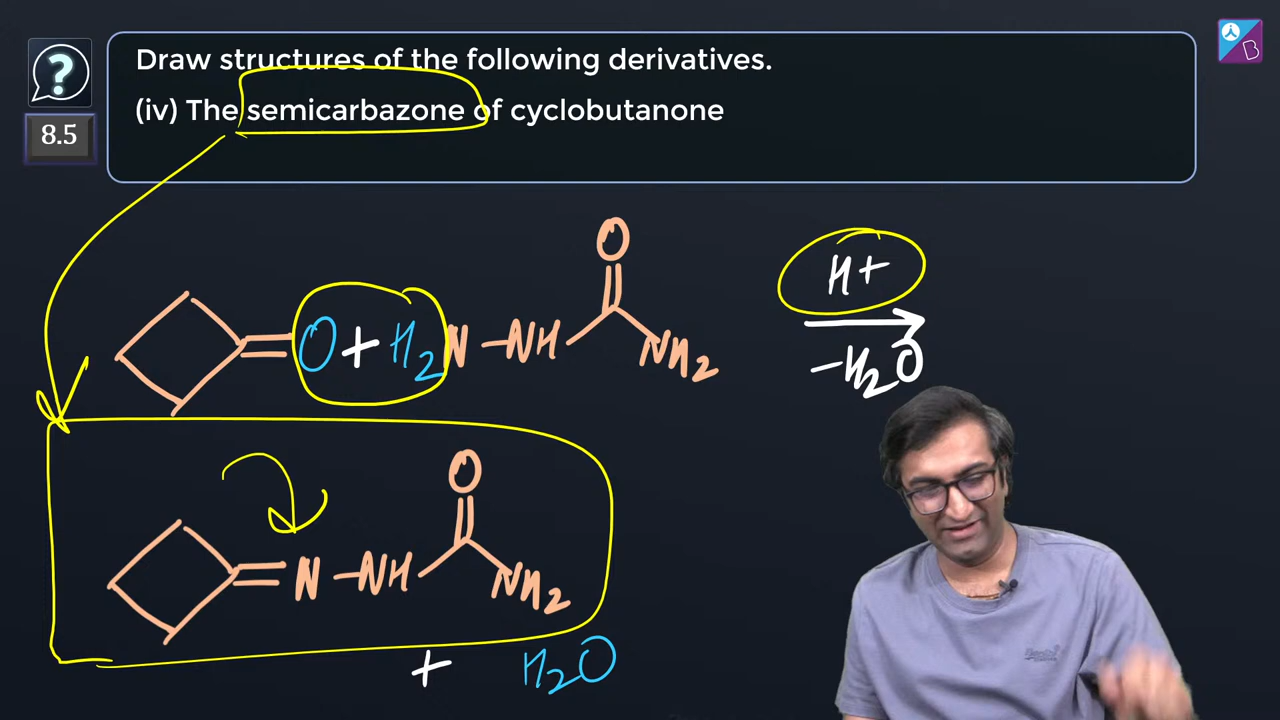 Draw structures of the following derivatives.
(iv) The semicarbazone of cyclobutanone
?
8.5
B
O
O + H2N - NH NH2
H+
-H2O
O
N - NH NH2
+ H2O